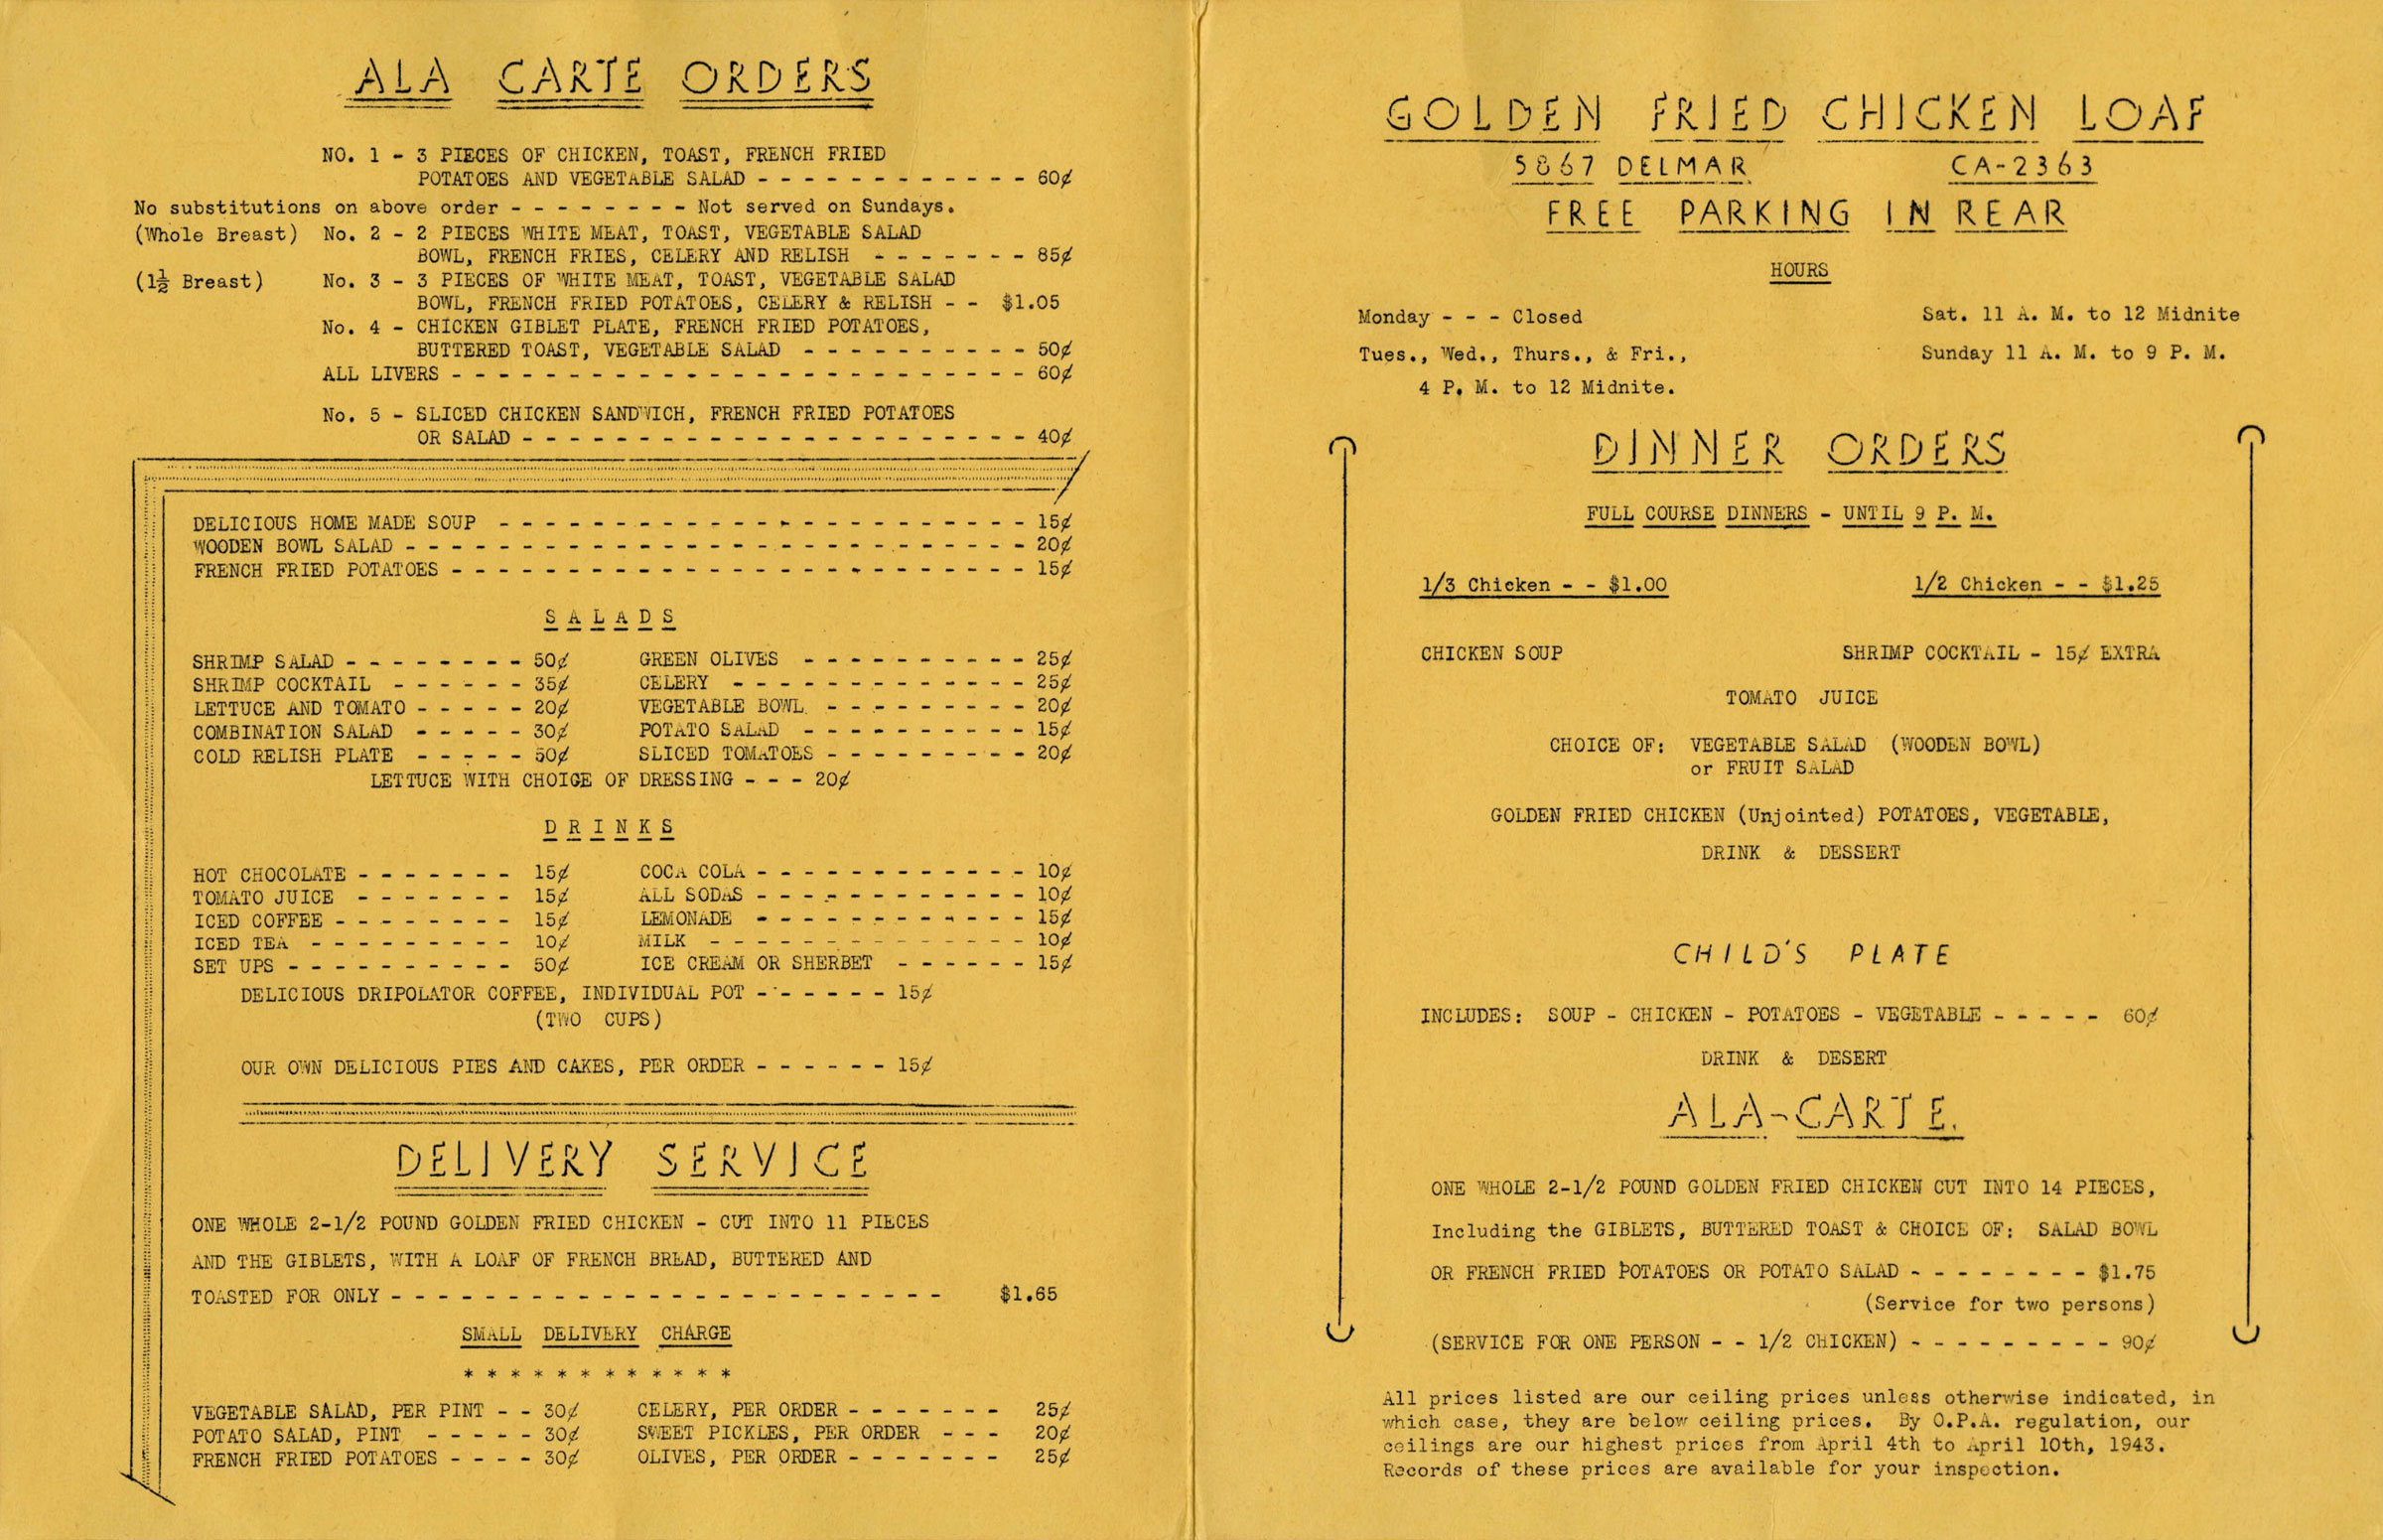 ALA CARTE ORDERS
NO. 1 - 3 PIECES OF CHICKEN, TOAST, FRENCH FRIED
POTATOES AND VEGETABLE SALAD - - - - - - - - - - - - 60¢
No substitutions on above order - - - - - - - - Not served on Sundays.
(Whole Breast) No. 2 - 2 PIECES WHITE MEAT, TOAST, VEGETABLE SALAD
BOWL, FRENCH FRIES, CELERY AND RELISH - - - - - - - 85¢
(1½ Breast) No. 3 - 3 PIECES OF WHITE MEAT, TOAST, VEGETABLE SALAD
BOWL, FRENCH FRIED POTATOES, CELERY & RELISH - - $1.05
No. 4 - CHICKEN GIBLET PLATE, FRENCH FRIED POTATOES,
BUTTERED TOAST, VEGETABLE SALAD - - - - - - - - - - 50¢
ALL LIVERS - - - - - - - - - - - - - - - - - - - - - - - - - 60¢
No. 5 - SLICED CHICKEN SANDWICH, FRENCH FRIED POTATOES
OR SALAD - - - - - - - - - - - - - - - - - - - - - - 40¢
DELICIOUS HOME MADE SOUP - - - - - - - - - - - - - - - - - - - - - - - 15¢
WOODEN BOWL SALAD - - - - - - - - - - - - - - - - - - - - - - - - - - - 20¢
FRENCH FRIED POTATOES - - - - - - - - - - - - - - - - - - - - - - - - - 15¢
SALADS
SHRIMP SALAD - - - - - - - - 50¢ GREEN OLIVES - - - - - - - - - - 25¢
SHRIMP COCKTAIL - - - - - - 35¢ CELERY - - - - - - - - - - - - - 25¢
LETTUCE AND TOMATO - - - - - 20¢ VEGETABLE BOWL - - - - - - - - - 20¢
COMBINATION SALAD - - - - - 30¢ POTATO SALAD - - - - - - - - - - 15¢
COLD RELISH PLATE - - - - - 50¢ SLICED TOMATOES - - - - - - - - - 20¢
LETTUCE WITH CHOICE OF DRESSING - - - 20¢
DRINKS
HOT CHOCOLATE - - - - - - - 15¢ COCA COLA - - - - - - - - - - - - 10¢
TOMATO JUICE - - - - - - - 15¢ ALL SODAS - - - - - - - - - - - - 10¢
ICED COFFEE - - - - - - - - 15¢ LEMONADE - - - - - - - - - - - - 15¢
ICED TEA - - - - - - - - - 10¢ MILK - - - - - - - - - - - - - - 10¢
SET UPS - - - - - - - - - - 50¢ ICE CREAM OR SHERBET - - - - - - 15¢
DELICIOUS DRIPOLATOR COFFEE, INDIVIDUAL POT - - - - - - 15¢
(TWO CUPS)
OUR OWN DELICIOUS PIES AND CAKES, PER ORDER - - - - - - 15¢
DELIVERY SERVICE
ONE WHOLE 2-1/2 POUND GOLDEN FRIED CHICKEN - CUT INTO 11 PIECES
AND THE GIBLETS, WITH A LOAF OF FRENCH BREAD, BUTTERED AND
TOASTED FOR ONLY - - - - - - - - - - - - - - - - - - - - - - - - $1.65
SMALL DELIVERY CHARGE
* * * * * * * * * * * *
VEGETABLE SALAD, PER PINT - - 30¢ CELERY, PER ORDER - - - - - - - 25¢
POTATO SALAD, PINT - - - - - 30¢ SWEET PICKLES, PER ORDER - - - 20¢
FRENCH FRIED POTATOES - - - - 30¢ OLIVES, PER ORDER - - - - - - - 25¢
GOLDEN FRIED CHICKEN LOAF
5867 DELMAR CA-2363
FREE PARKING IN REAR
HOURS
Monday - - - Closed Sat. 11 A. M. to 12 Midnite
Tues., Wed., Thurs., & Fri., Sunday 11 A. M. to 9 P. M.
4 P. M. to 12 Midnite.
DINNER ORDERS
FULL COURSE DINNERS - UNTIL 9 P. M.
1/3 Chicken - - $1.00 1/2 Chicken - - $1.25
CHICKEN SOUP SHRIMP COCKTAIL - 15¢ EXTRA
TOMATO JUICE
CHOICE OF: VEGETABLE SALAD (WOODEN BOWL)
or FRUIT SALAD
GOLDEN FRIED CHICKEN (Unjointed) POTATOES, VEGETABLE,
DRINK & DESSERT
CHILD'S PLATE
INCLUDES: SOUP - CHICKEN - POTATOES - VEGETABLE - - - - - 60¢
DRINK & DESERT
ALA-CARTE.
ONE WHOLE 2-1/2 POUND GOLDEN FRIED CHICKEN CUT INTO 14 PIECES,
Including the GIBLETS, BUTTERED TOAST & CHOICE OF: SALAD BOWL
OR FRENCH FRIED POTATOES OR POTATO SALAD - - - - - - - - $1.75
(Service for two persons)
(SERVICE FOR ONE PERSON - - 1/2 CHICKEN) - - - - - - - - - 90¢
All prices listed are our ceiling prices unless otherwise indicated, in
which case, they are below ceiling prices. By O.P.A. regulation, our
ceilings are our highest prices from April 4th to April 10th, 1943.
Records of these prices are available for your inspection.